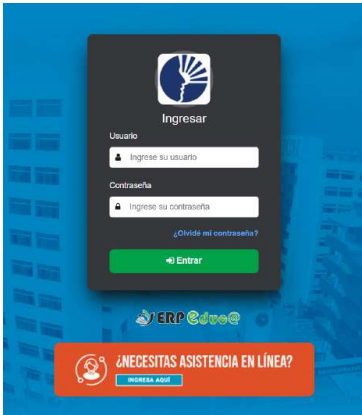 Ingresar
Usuario
Ingrese su usuario
Contraseña
Ingrese su contraseña
¿Olvidé mi contraseña?
Entrar
ERP Educ@
¿NECESITAS ASISTENCIA EN LÍNEA?
INGRESA AQUÍ